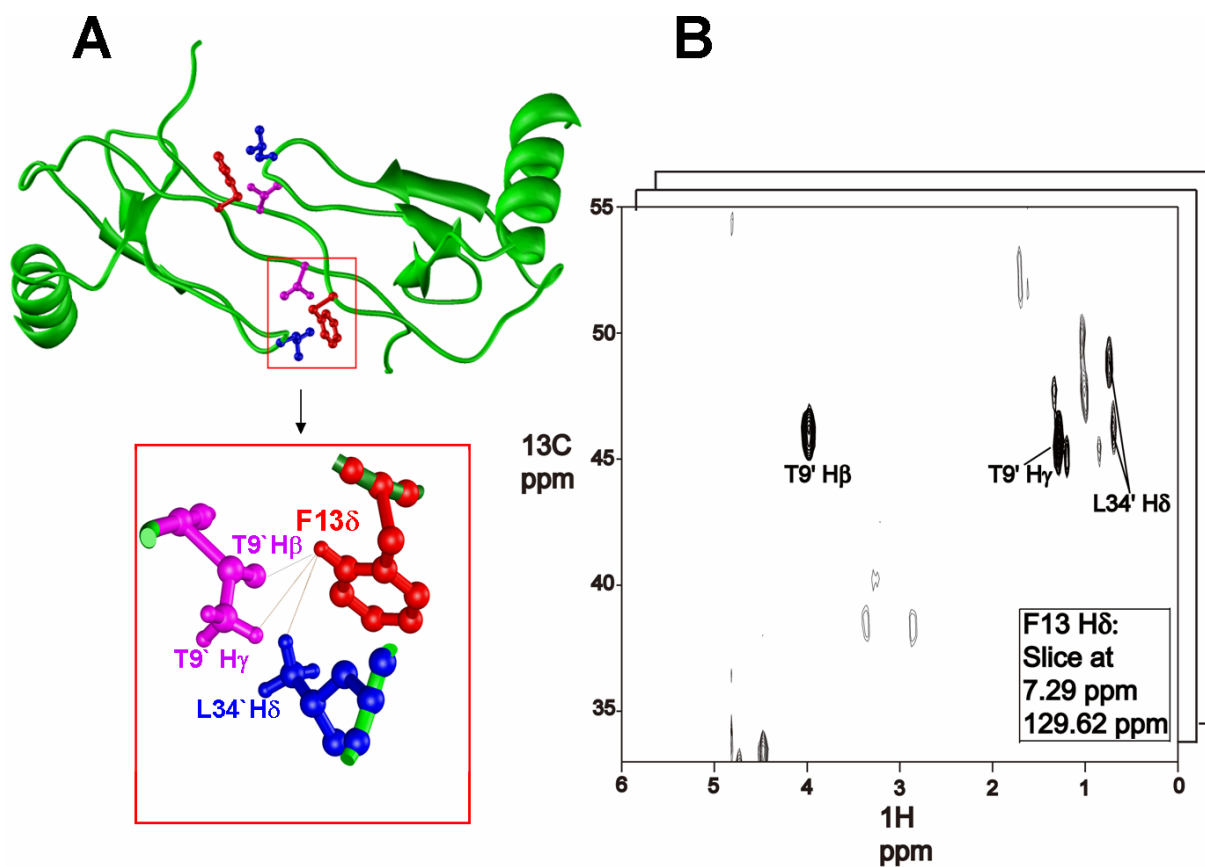 A
F13δ
T9`Hβ
T9` Hγ
L34`Hδ
B
55
50
45
40
35
13C
ppm
T9' Hβ
T9' Hγ
L34' Hδ
F13 Hδ:
Slice at
7.29 ppm
129.62 ppm
6 5 4 3 2 1 0
1H
ppm